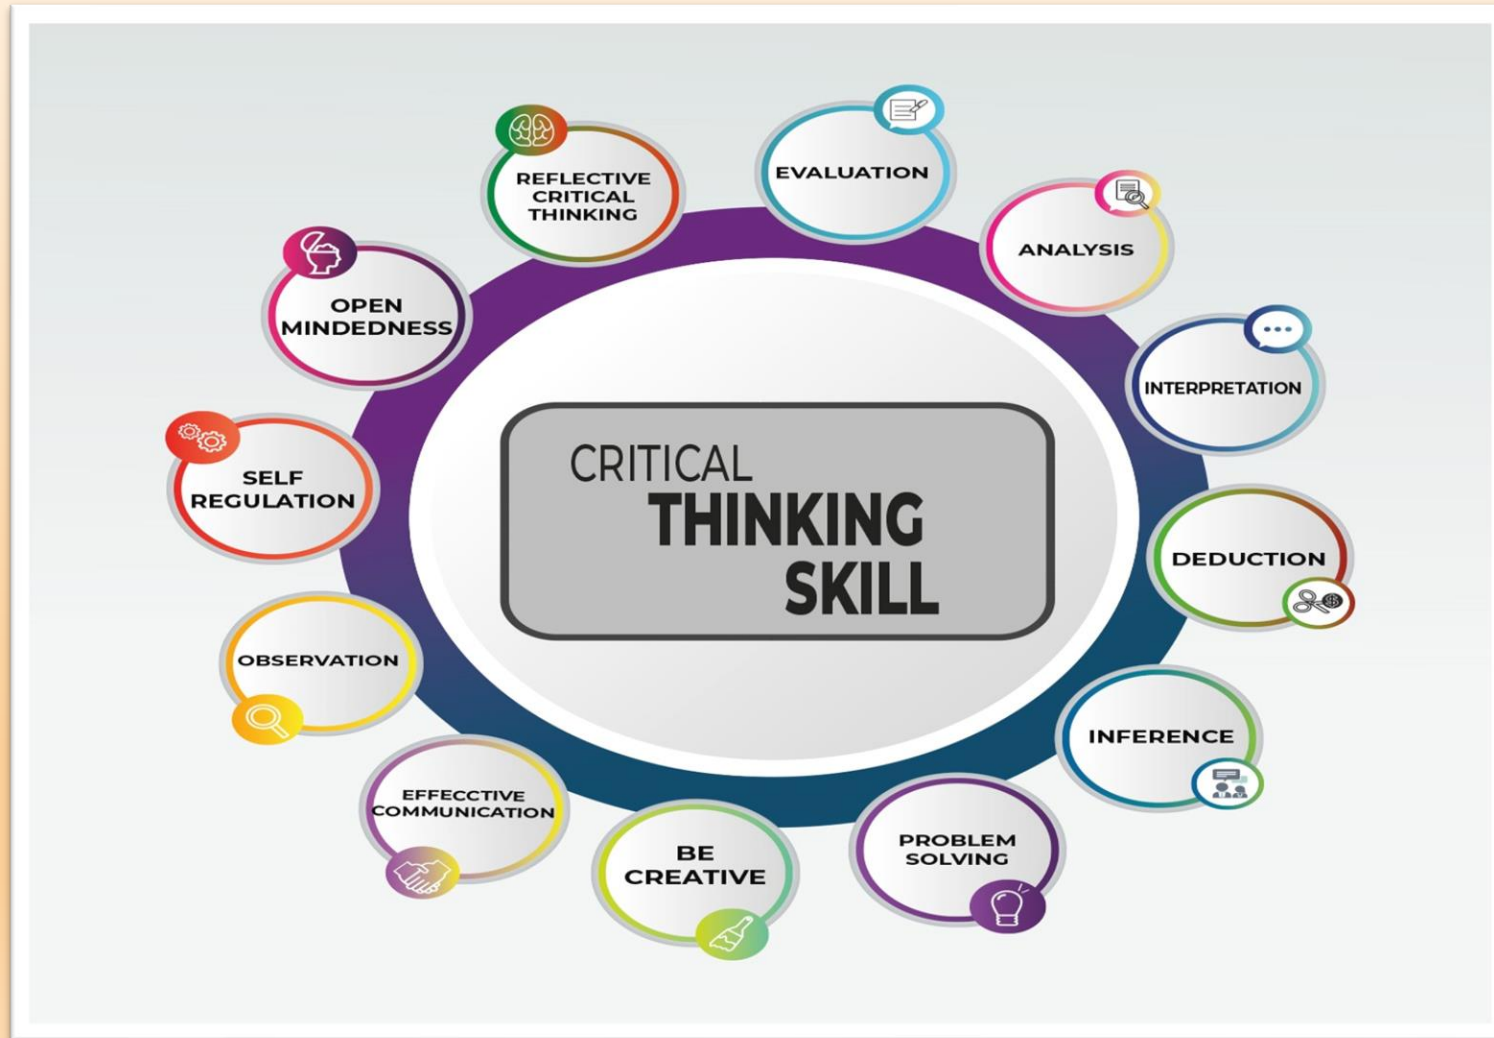 CRITICAL
THINKING
SKILL
EVALUATION
ANALYSIS
INTERPRETATION
DEDUCTION
INFERENCE
PROBLEM
SOLVING
BE
CREATIVE
EFFECCTIVE
COMMUNICATION
OBSERVATION
SELF
REGULATION
OPEN
MINDEDNESS
REFLECTIVE
CRITICAL
THINKING